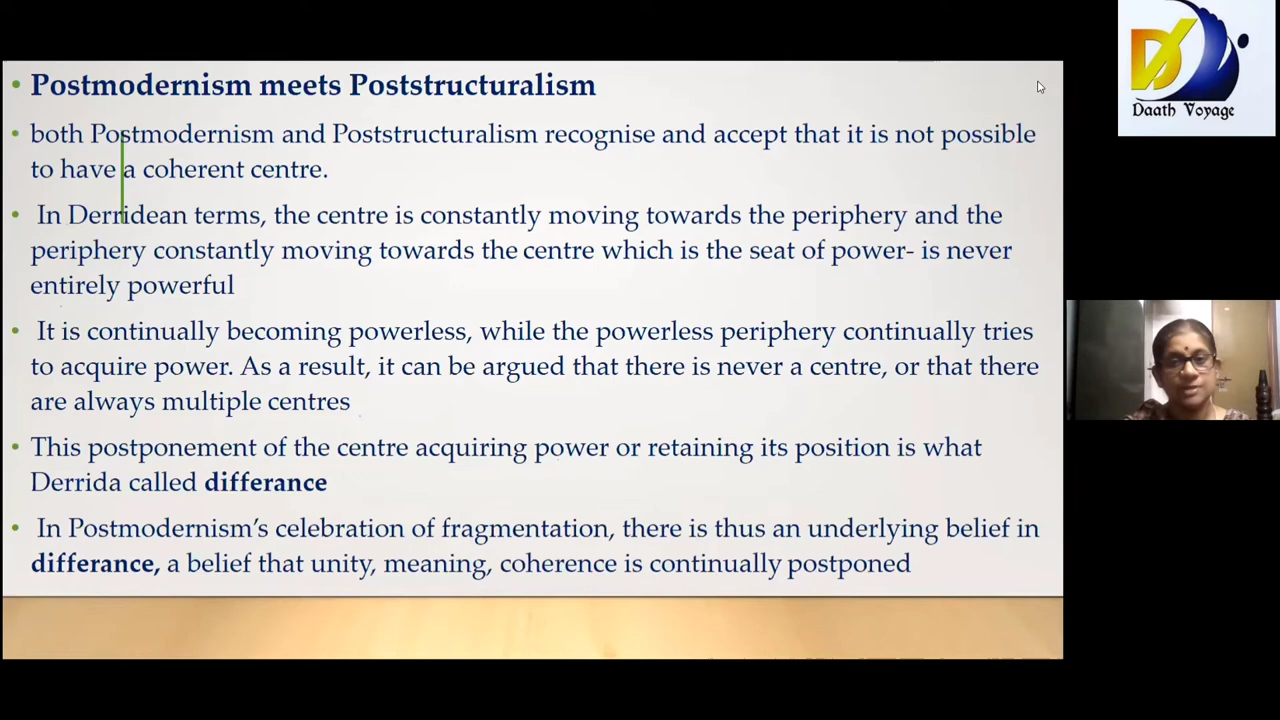 Postmodernism meets Poststructuralism
both Postmodernism and Poststructuralism recognise and accept that it is not possible
to have a coherent centre.
In Derridean terms, the centre is constantly moving towards the periphery and the
periphery constantly moving towards the centre which is the seat of power- is never
entirely powerful
It is continually becoming powerless, while the powerless periphery continually tries
to acquire power. As a result, it can be argued that there is never a centre, or that there
are always multiple centres
This postponement of the centre acquiring power or retaining its position is what
Derrida called differance
In Postmodernism’s celebration of fragmentation, there is thus an underlying belief in
differance, a belief that unity, meaning, coherence is continually postponed
Daath Voyage